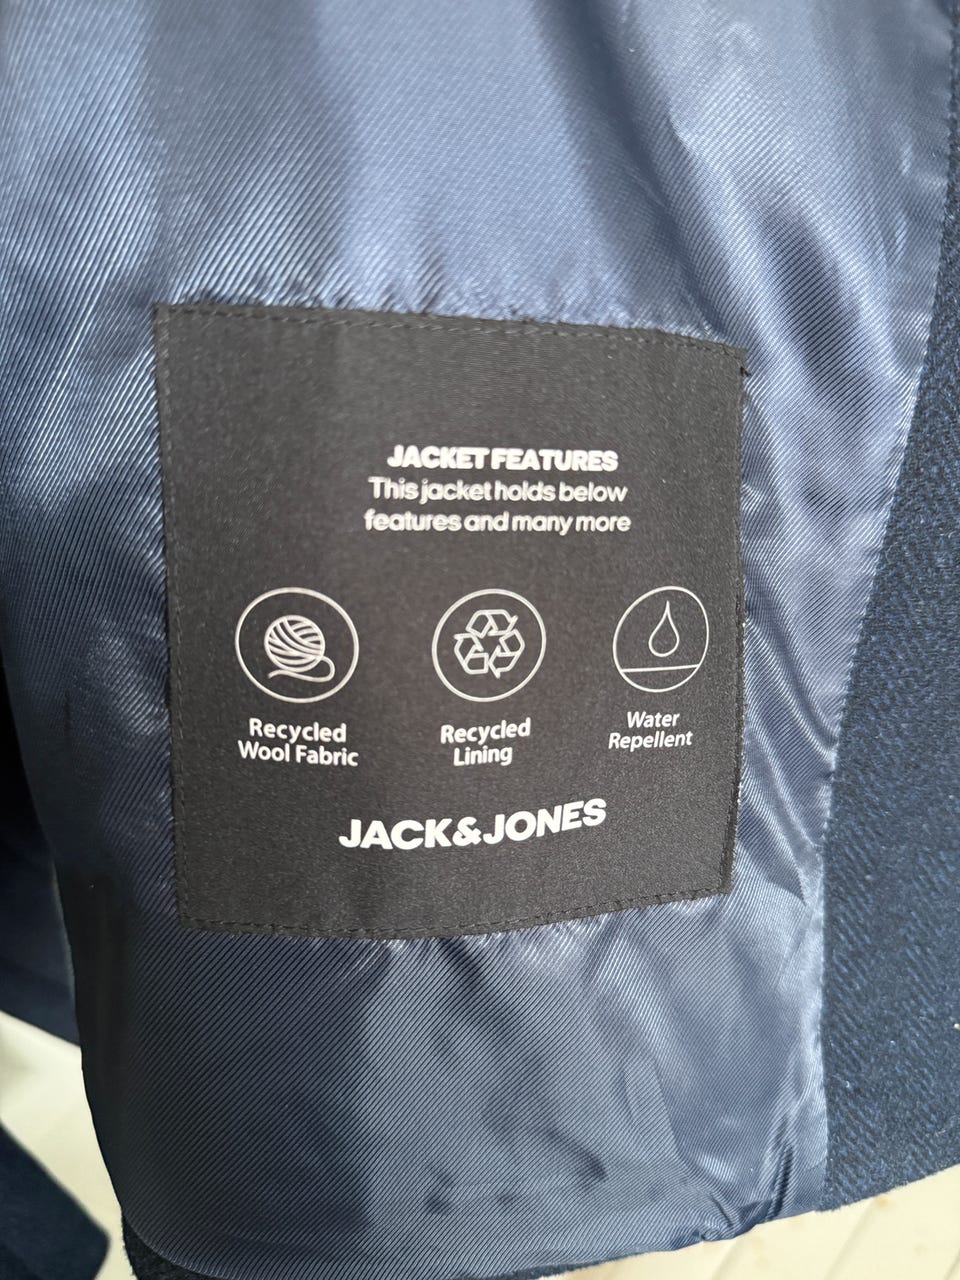 JACKET FEATURES
This jacket holds below
features and many more
Recycled
Wool Fabric
Recycled
Lining
Water
Repellent
JACK&JONES